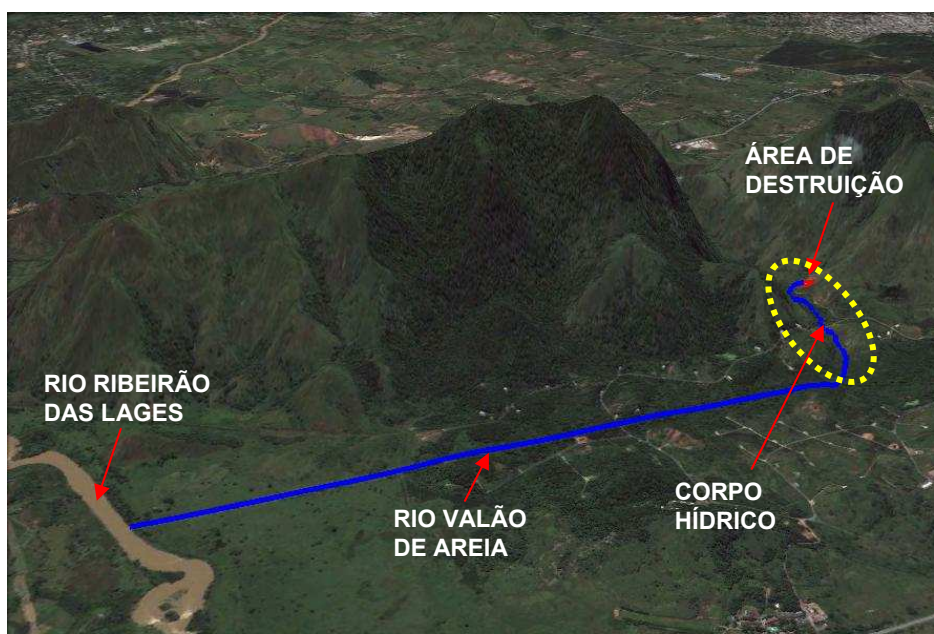 ÁREA DE
DESTRUIÇÃO
RIO RIBEIRÃO
DAS LAGES
CORPO
HÍDRICO
RIO VALÃO
DE AREIA